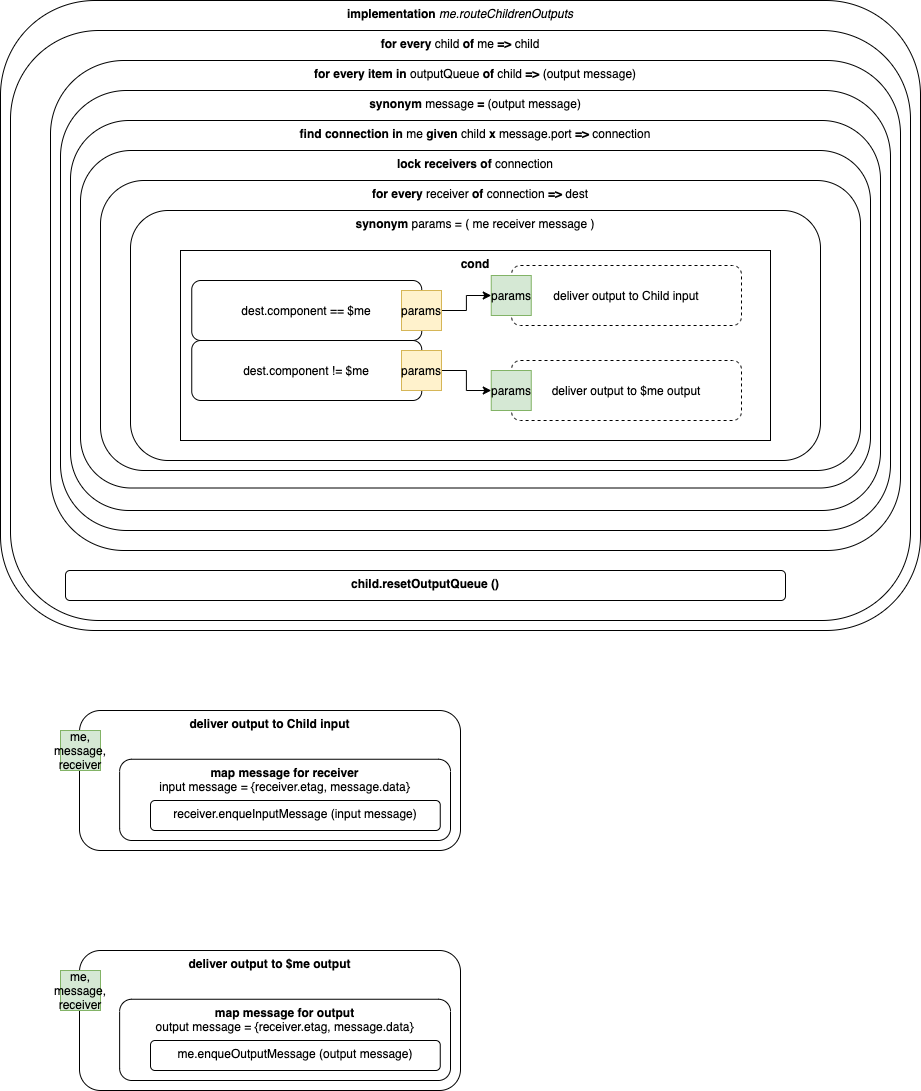 implementation me.routeChildrenOutputs
for every child of me => child
for every item in outputQueue of child => (output message)
synonym message = (output message)
find connection in me given child x message.port => connection
lock receivers of connection
for every receiver of connection => dest
synonym params = ( me receiver message )
cond
dest.component == $me
params
params
deliver output to Child input
dest.component != $me
params
params
deliver output to $me output
child.resetOutputQueue ()
deliver output to Child input
me,
message,
receiver
map message for receiver
input message = {receiver.etag, message.data}
receiver.enqueInputMessage (input message)
deliver output to $me output
me,
message,
receiver
map message for output
output message = {receiver.etag, message.data}
me.enqueOutputMessage (output message)